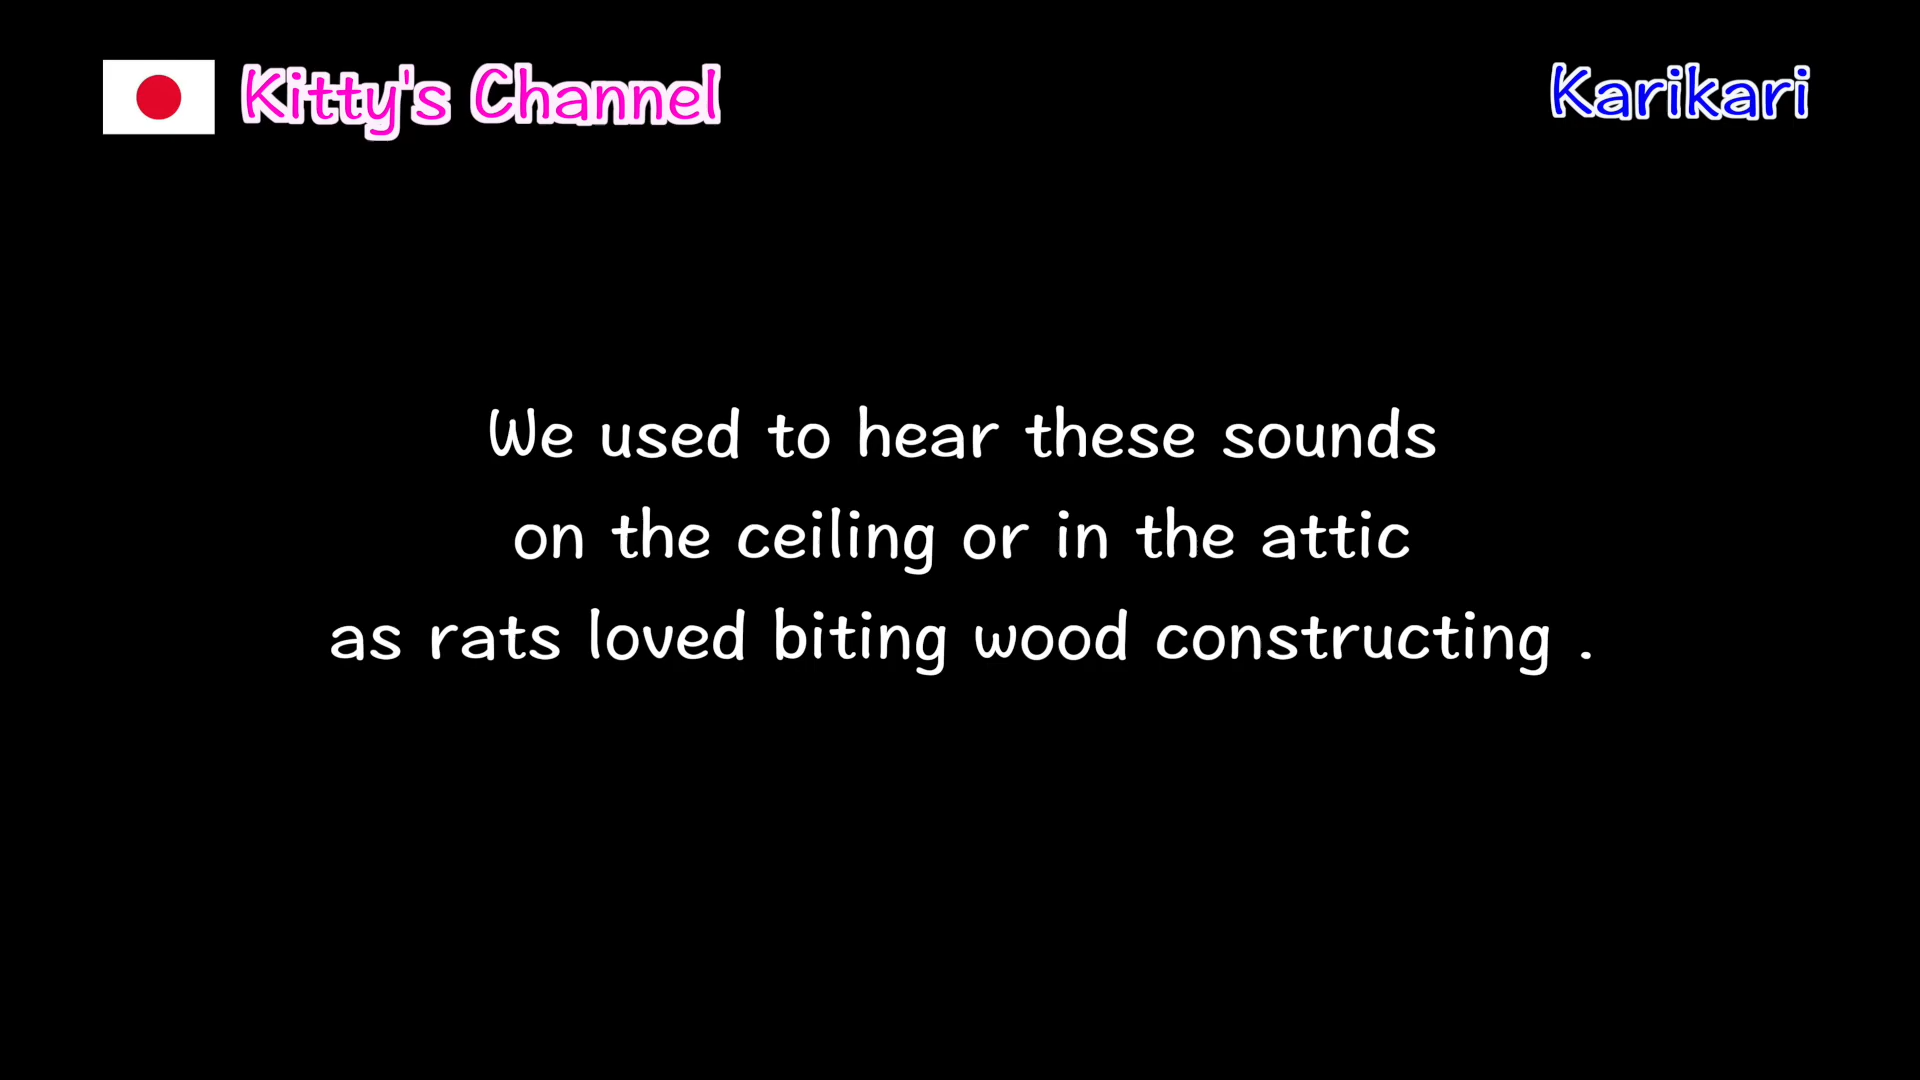 Kitty's Channel
Karikari
We used to hear these sounds
on the ceiling or in the attic
as rats loved biting wood constructing .